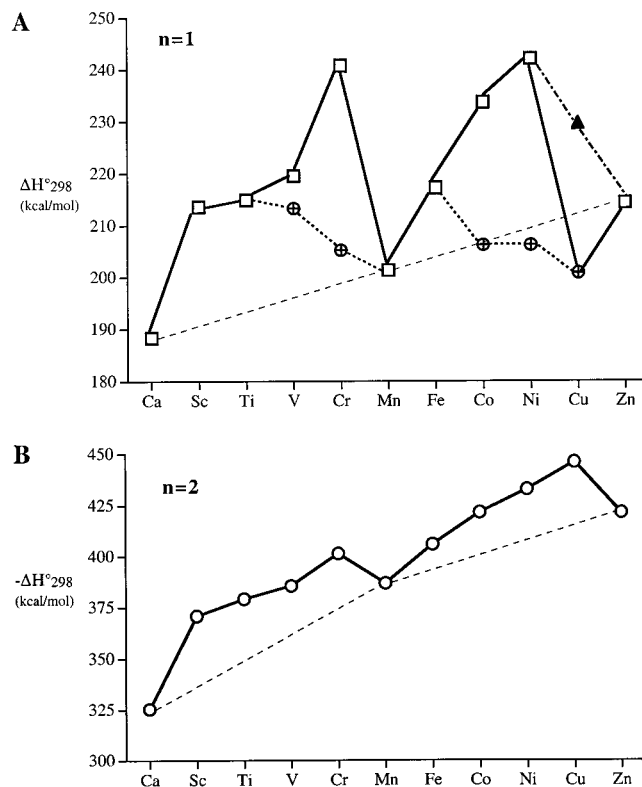 A
n=1
250
240
230
220
210
200
190
180
ΔH°298
(kcal/mol)
Ca Sc Ti V Cr Mn Fe Co Ni Cu Zn
B
n=2
450
425
400
375
350
325
300
-ΔH°298
(kcal/mol)
Ca Sc Ti V Cr Mn Fe Co Ni Cu Zn